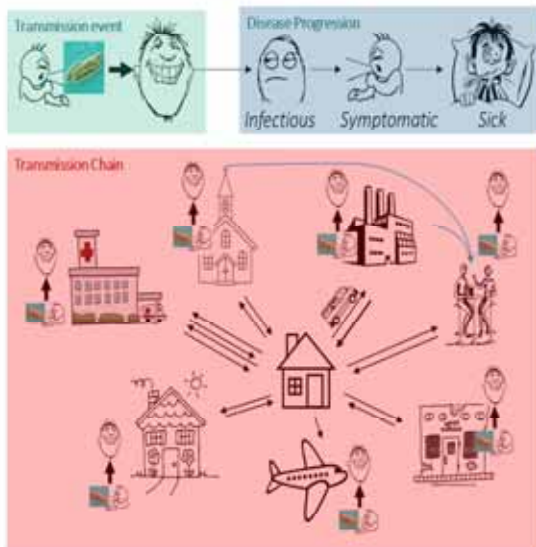 Transmission event
Disease Progression
Infectious
Symptomatic
Sick
Transmission Chain